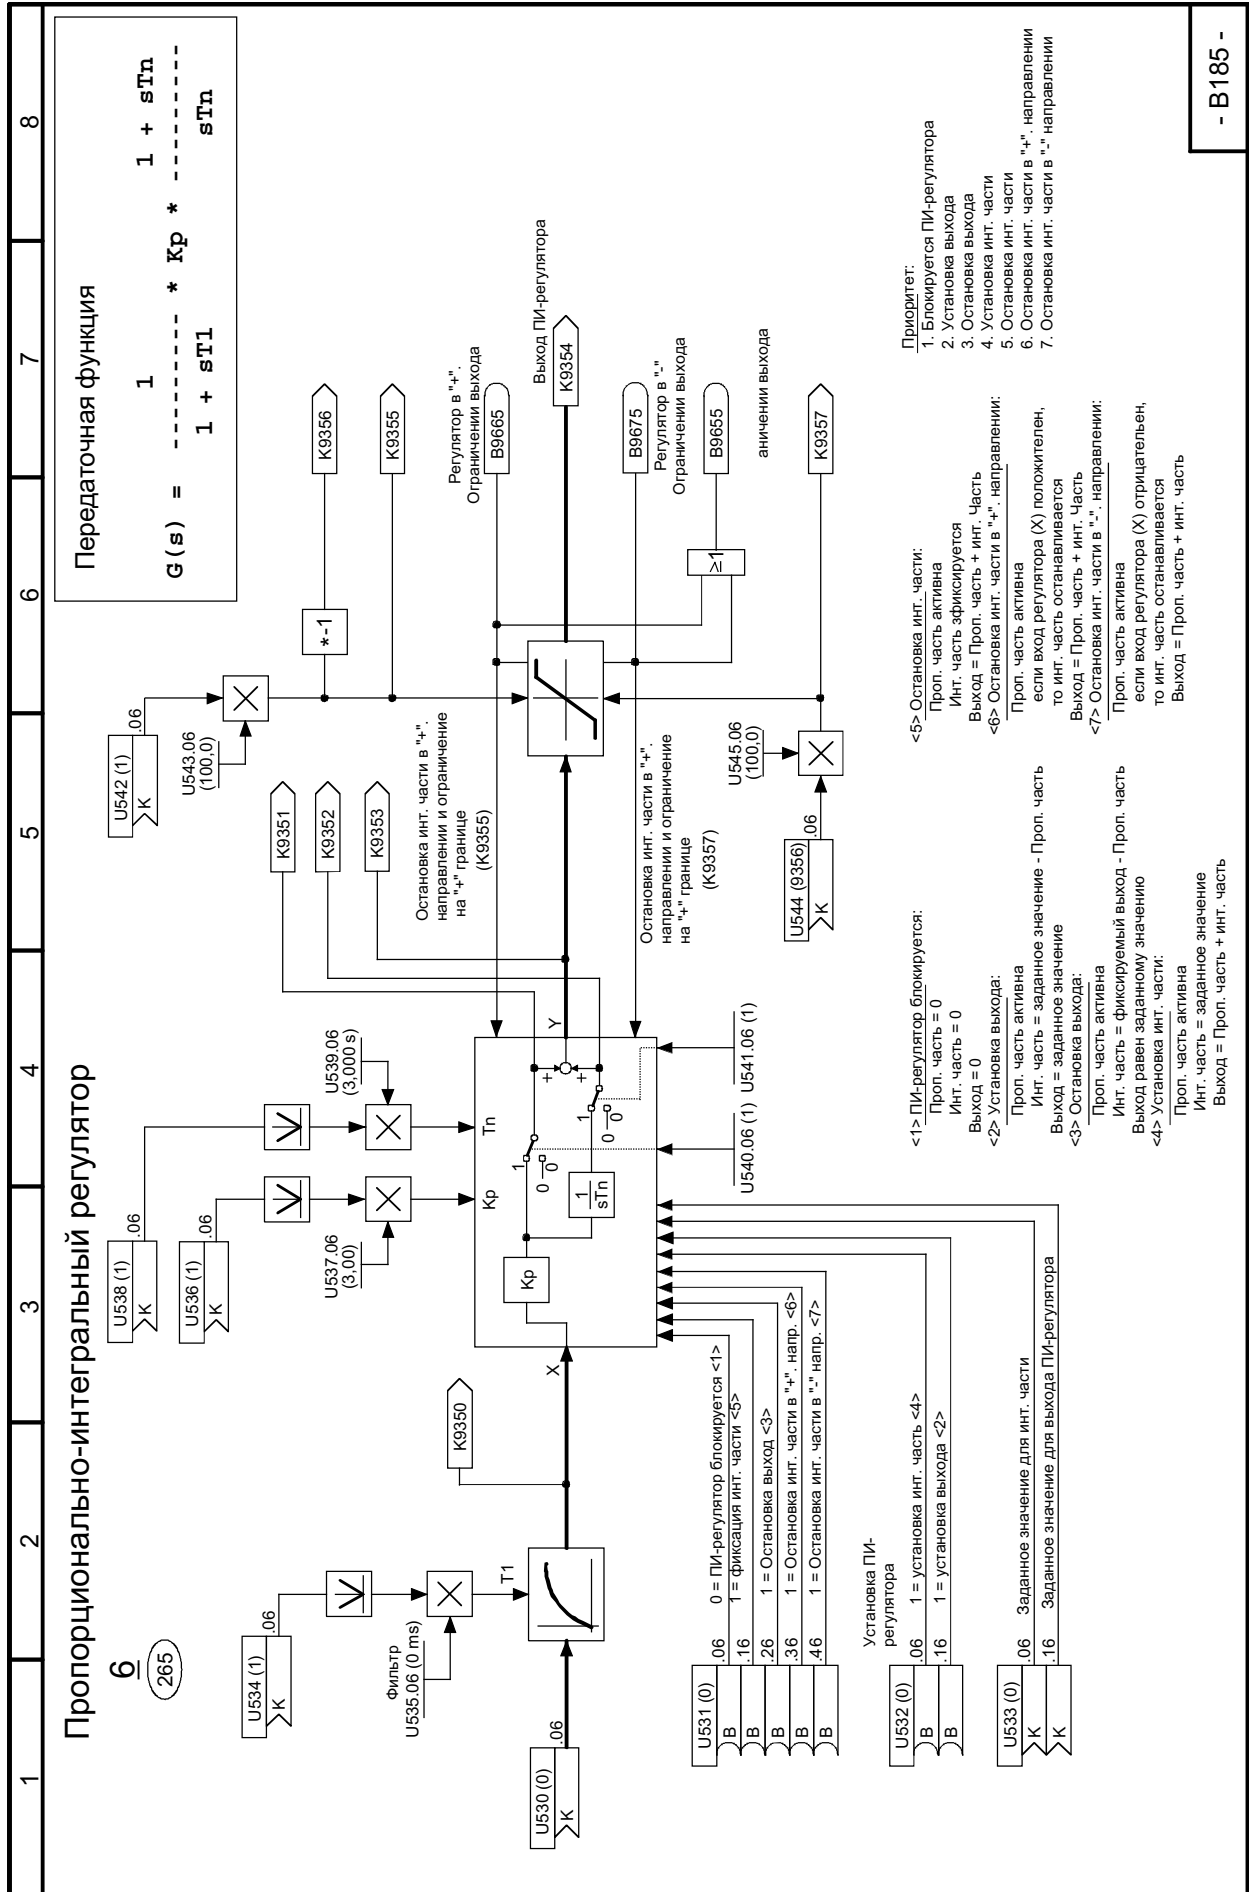 1
2
3
4
5
6
7
8
Пропорционально-интегральный регулятор
6
265
Передаточная функция
1 1 + sTn
G(s) = -------- * Kp * ---------
1 + sT1 sTn
U534 (1)
K
.06
Фильтр
U535.06 (0 ms)
T1
U530 (0)
K
.06
K9350
X
U538 (1)
K
.06
U536 (1)
K
.06
U537.06
(3,00)
U539.06
(3,000 s)
Kp
Tn
Kp
1
sTn
1
0
0
1
0
0
+
+
Y
U540.06 (1)
U541.06 (1)
K9351
K9352
K9353
U542 (1)
K
.06
U543.06
(100,0)
*-1
K9356
K9355
Остановка инт. части в "+".
направлении и ограничение
на "+" границе
(K9355)
Регулятор в "+".
Ограничении выхода
B9665
Выход ПИ-регулятора
K9354
B9675
Регулятор в "-"
Ограничении выхода
B9655
≥1
аничении выхода
K9357
Остановка инт. части в "+".
направлении и ограничение
на "+" границе
(K9357)
U545.06
(100,0)
U544 (9356)
K
.06
U531 (0)
B
.06
0 = ПИ-регулятор блокируется <1>
B
.16
1 = фиксация инт. части <5>
B
.26
1 = Остановка выход <3>
B
.36
1 = Остановка инт. части в "+". напр. <6>
B
.46
1 = Остановка инт. части в "-" напр. <7>
Установка ПИ-
регулятора
U532 (0)
B
.06
1 = установка инт. часть <4>
B
.16
1 = установка выхода <2>
U533 (0)
K
.06
Заданное значение для инт. части
K
.16
Заданное значение для выхода ПИ-регулятора
<1> ПИ-регулятор блокируется:
Проп. часть = 0
Инт. часть = 0
Выход = 0
<2> Установка выхода:
Проп. часть активна
Инт. часть = заданное значение - Проп. часть
Выход = заданное значение
<3> Остановка выхода:
Проп. часть активна
Инт. часть = фиксируемый выход - Проп. часть
Выход равен заданному значению
<4> Установка инт. части:
Проп. часть активна
Инт. часть = заданное значение
Выход = Проп. часть + инт. часть
<5> Остановка инт. части:
Проп. часть активна
Инт. часть зфиксируется
Выход = Проп. часть + инт. Часть
<6> Остановка инт. части в "+". направлении:
Проп. часть активна
если вход регулятора (X) положителен,
то инт. часть останавливается
Выход = Проп. часть + инт. Часть
<7> Остановка инт. части в "-". направлении:
Проп. часть активна
если вход регулятора (X) отрицательен,
то инт. часть останавливается
Выход = Проп. часть + инт. часть
Приоритет:
1. Блокируется ПИ-регулятора
2. Установка выхода
3. Остановка выхода
4. Установка инт. части
5. Остановка инт. части
6. Остановка инт. части в "+". направлении
7. Остановка инт. части в "-" направлении
- B185 -